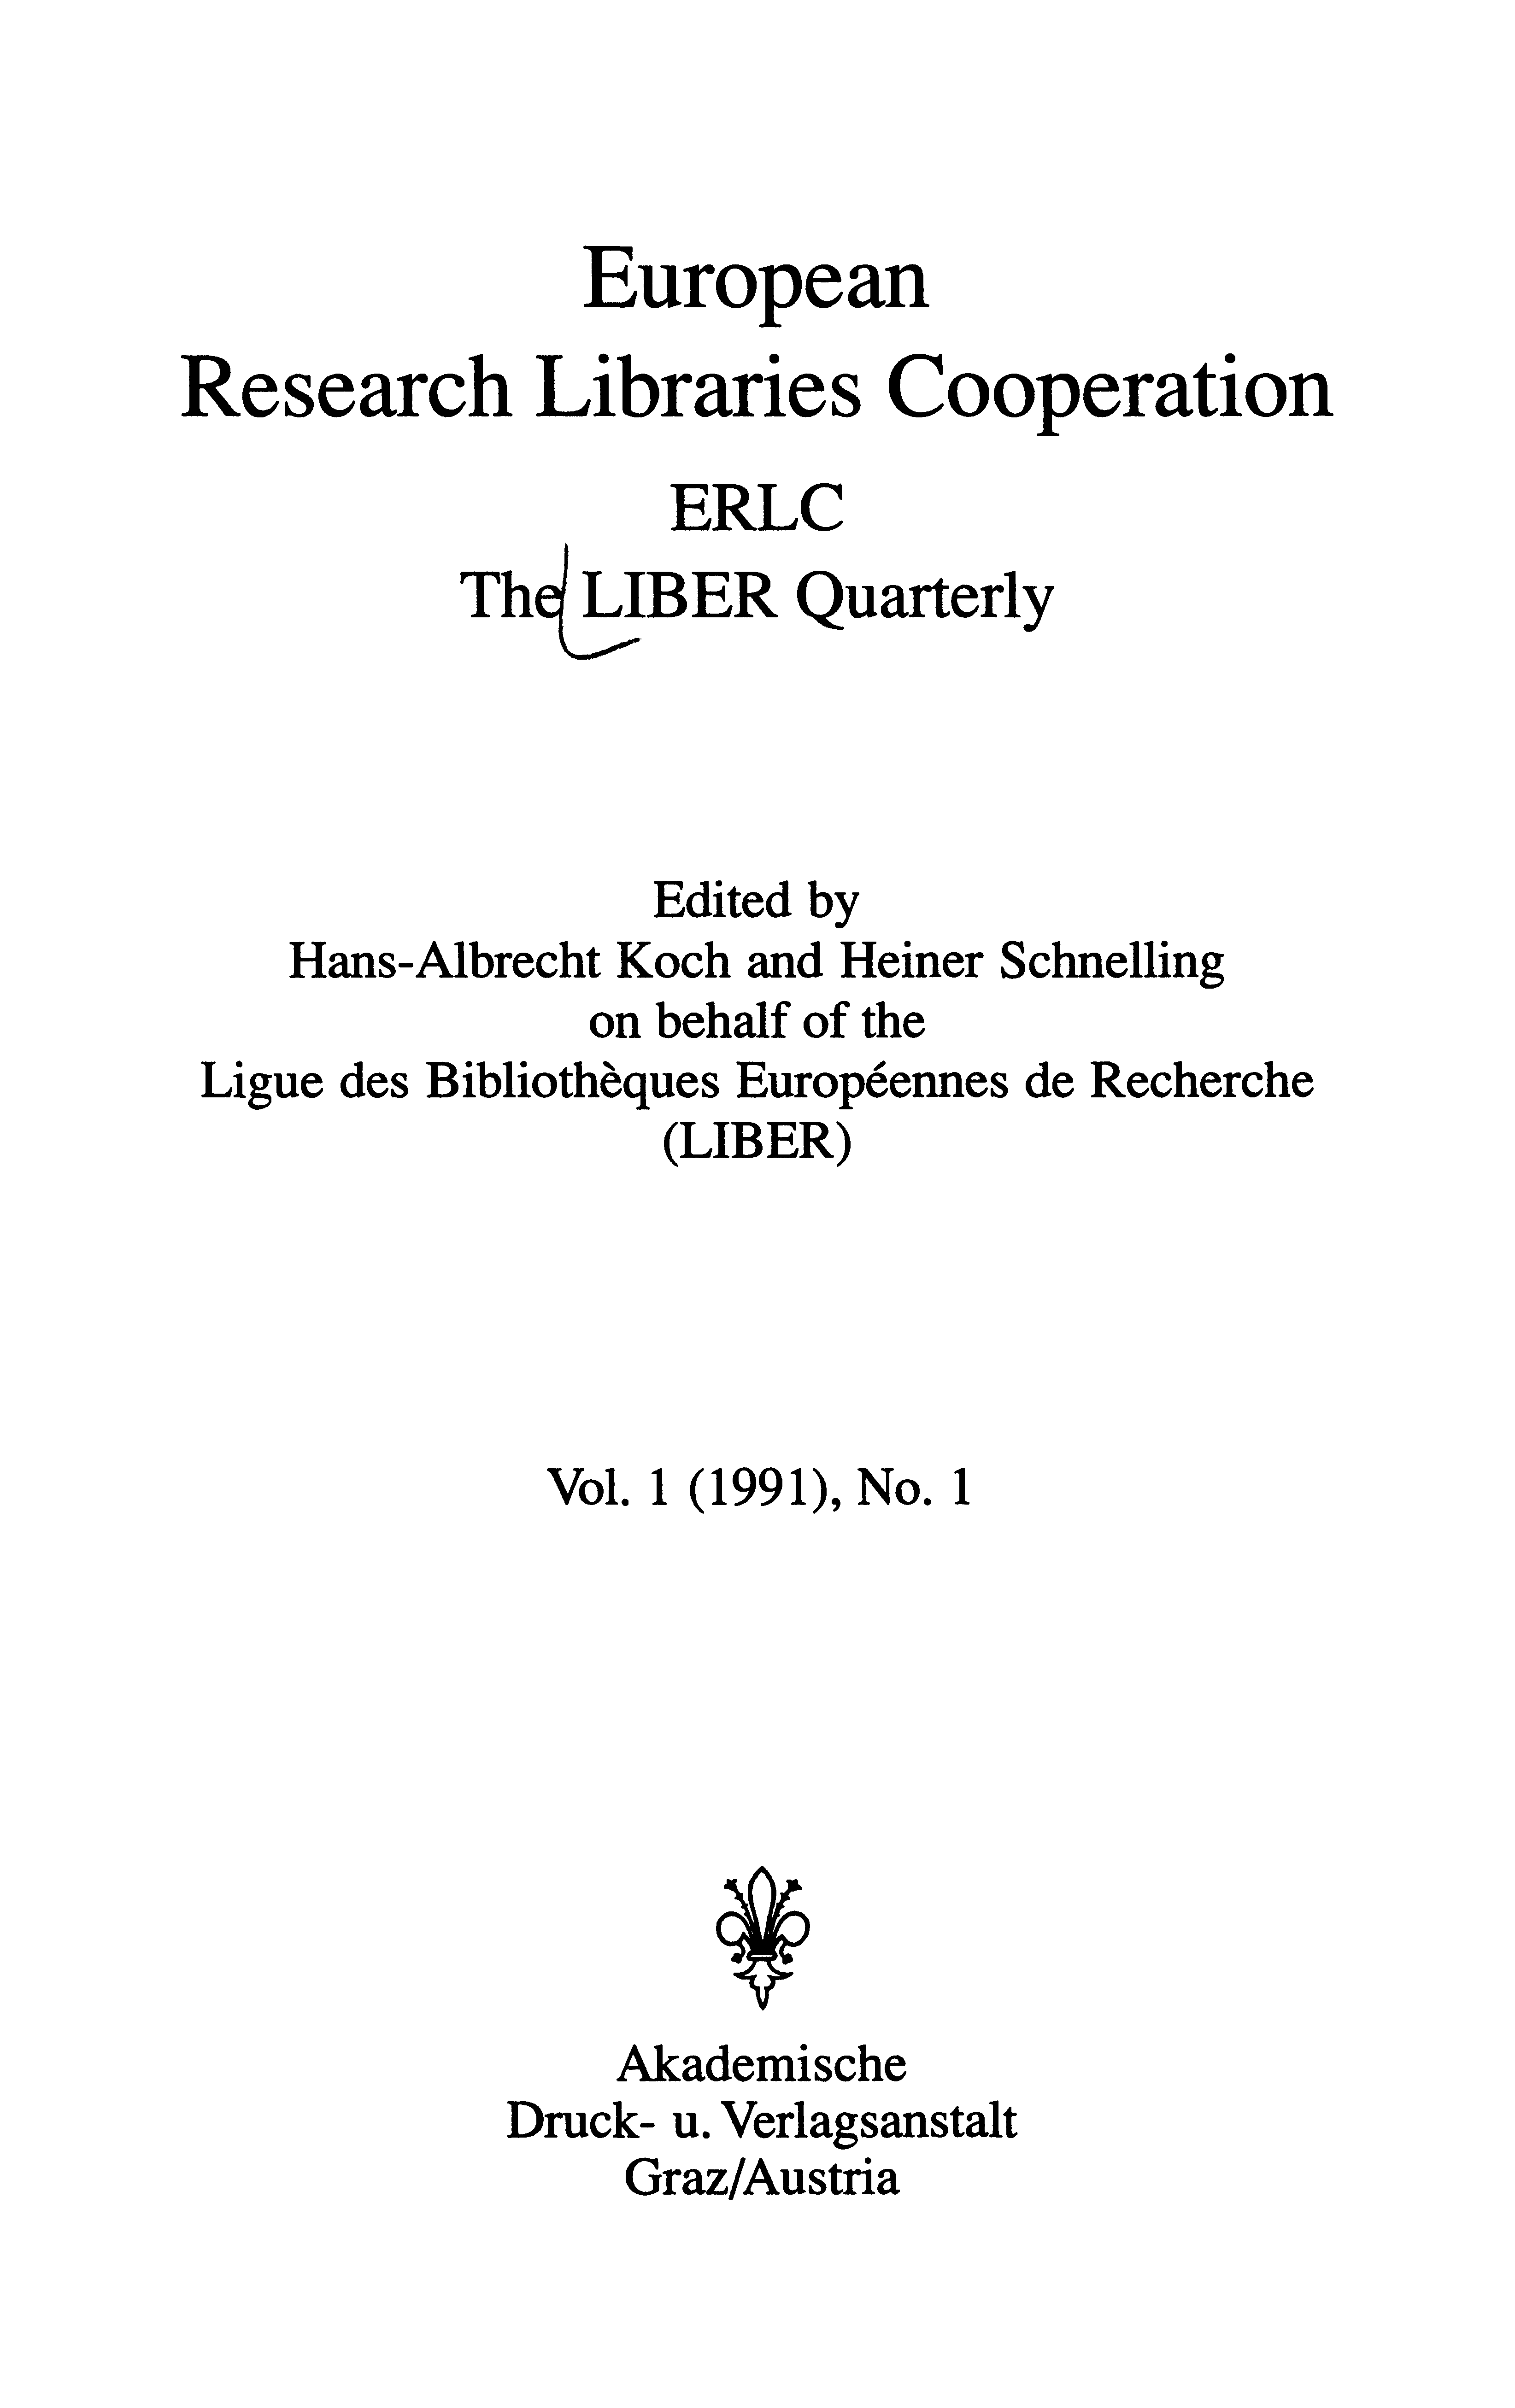 European
Research Libraries Cooperation
ERLC
The LIBER Quarterly
Edited by
Hans-Albrecht Koch and Heiner Schnelling
on behalf of the
Ligue des Bibliothèques Européennes de Recherche
(LIBER)
Vol. 1 (1991), No. 1
Akademische
Druck- u. Verlagsanstalt
Graz/Austria